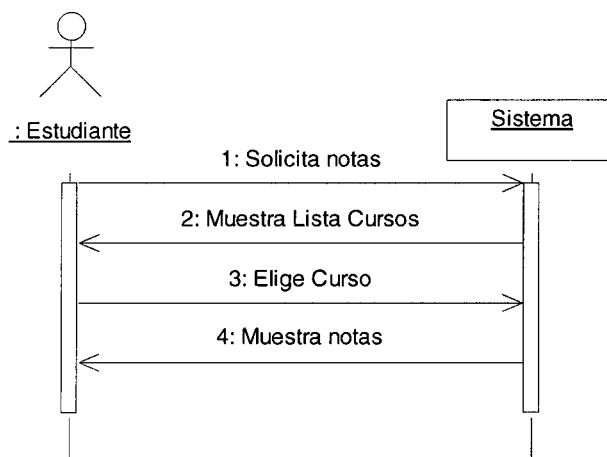 : Estudiante
Sistema
1: Solicita notas
2: Muestra Lista Cursos
3: Elige Curso
4: Muestra notas